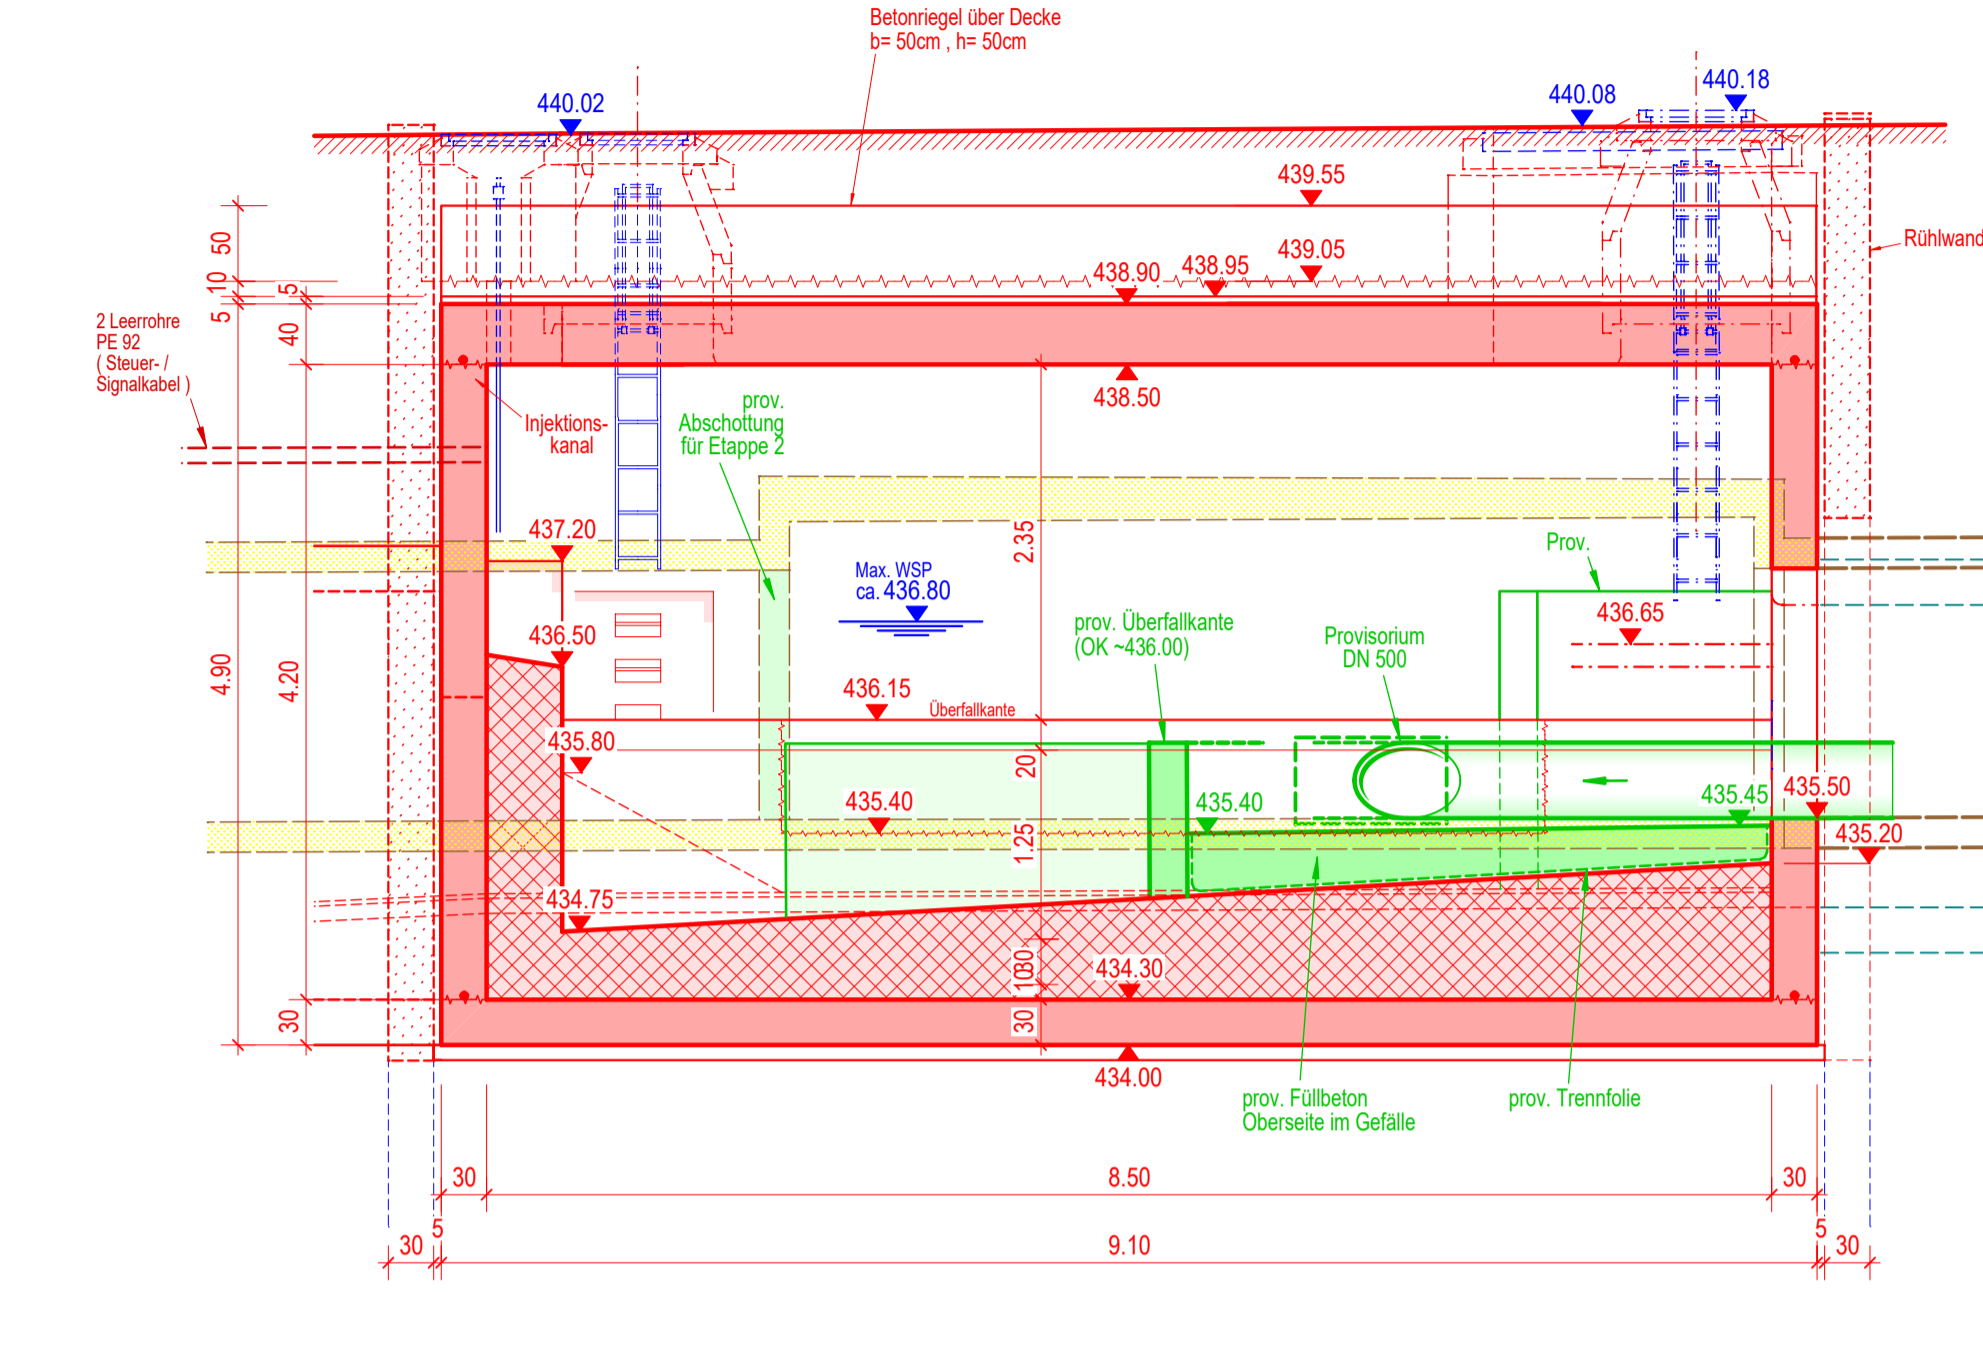 Betonriegel über Decke
b= 50cm , h= 50cm
440.02
440.08
440.18
439.55
439.05
438.90
438.95
Rühlwand
50
10
5
5
40
2 Leerrohre
PE 92
( Steuer- /
Signalkabel )
438.50
Injektions-
kanal
prov.
Abschottung
für Etappe 2
437.20
436.50
2.35
Max. WSP
ca. 436.80
Prov.
436.65
prov. Überfallkante
(OK ~436.00)
Provisorium
DN 500
4.90
4.20
436.15
Überfallkante
435.80
20
435.40
435.40
435.45
435.50
435.20
1.25
434.75
30
10
434.30
30
30
434.00
prov. Füllbeton
Oberseite im Gefälle
prov. Trennfolie
30
8.50
30
30
5
9.10
5
30